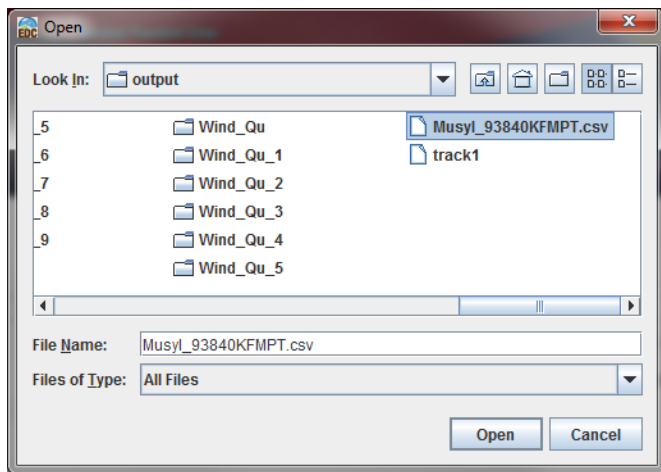 EDC Open
Look In: output
_5 Wind_Qu Musyl_93840KFMPT.csv
_6 Wind_Qu_1 track1
_7 Wind_Qu_2
_8 Wind_Qu_3
_9 Wind_Qu_4
Wind_Qu_5
File Name: Musyl_93840KFMPT.csv
Files of Type: All Files
Open Cancel